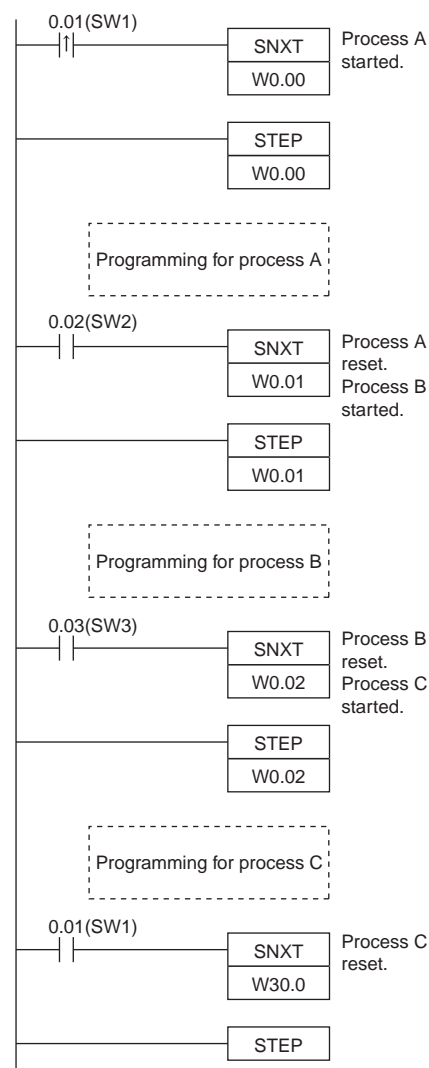 0.01(SW1)
SNXT
W0.00
Process A
started.
STEP
W0.00
Programming for process A
0.02(SW2)
SNXT
W0.01
Process A
reset.
Process B
started.
STEP
W0.01
Programming for process B
0.03(SW3)
SNXT
W0.02
Process B
reset.
Process C
started.
STEP
W0.02
Programming for process C
0.01(SW1)
SNXT
W30.0
Process C
reset.
STEP